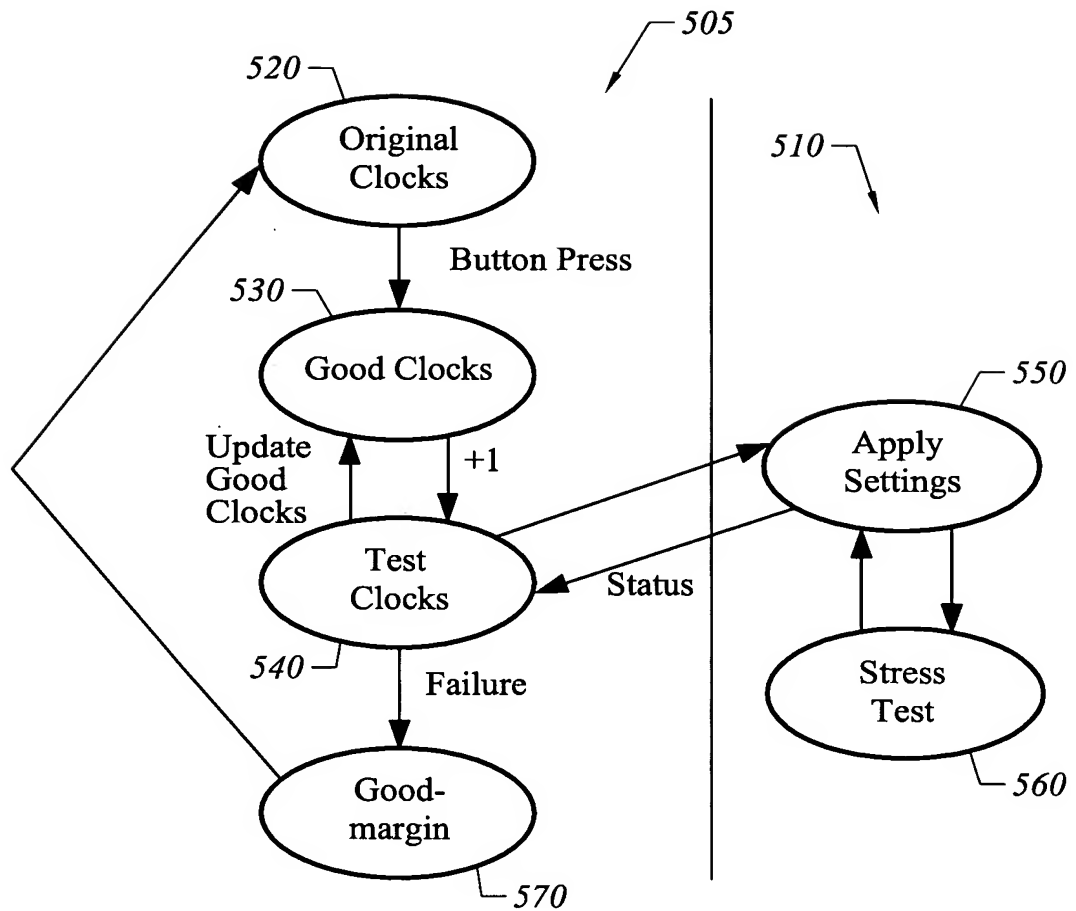 505
520
Original
Clocks
510
Button Press
530
Good Clocks
550
Update
Good
Clocks
+1
Apply
Settings
Test
Clocks
Status
540
Failure
Stress
Test
560
Good-
margin
570